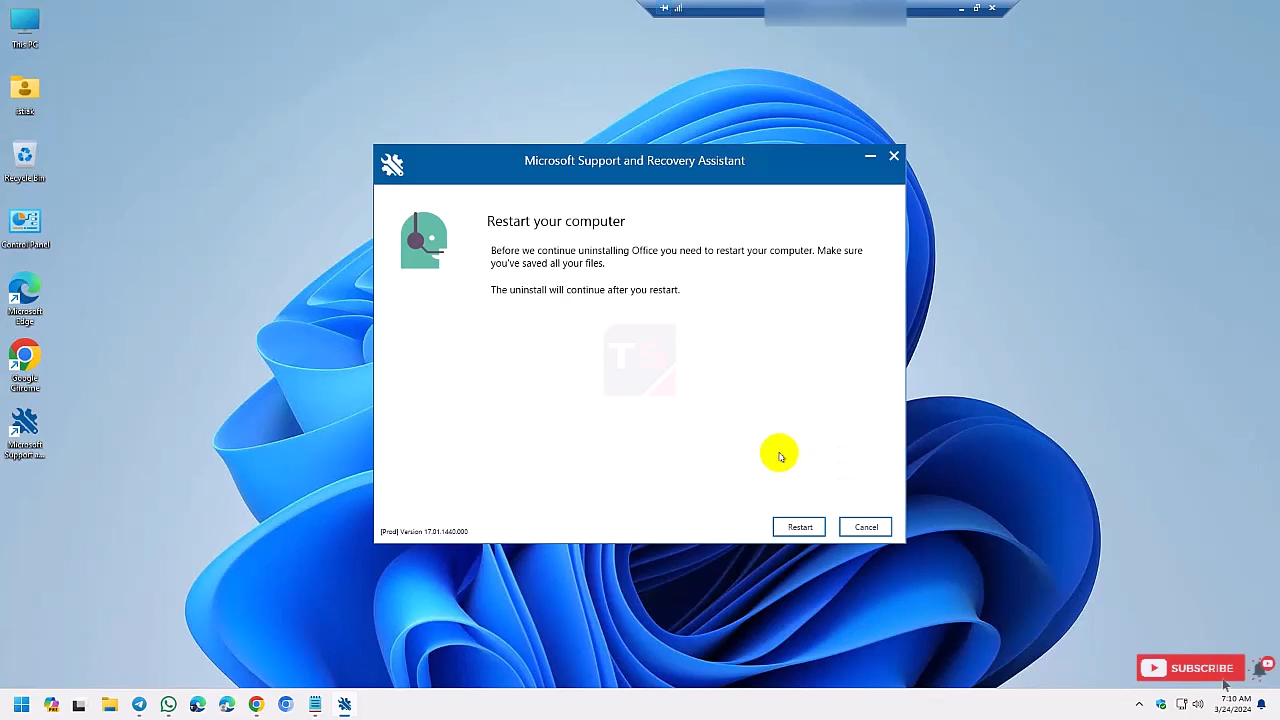 This PC
Recycle Bin
Control Panel
Microsoft
Edge
Google
Chrome
Microsoft
Support a...
Microsoft Support and Recovery Assistant
Restart your computer
Before we continue uninstalling Office you need to restart your computer. Make sure
you've saved all your files.
The uninstall will continue after you restart.
TS
[Prod] Version 17.01.1440.000
Restart
Cancel
SUBSCRIBE
PRE
7:10 AM
3/24/2024